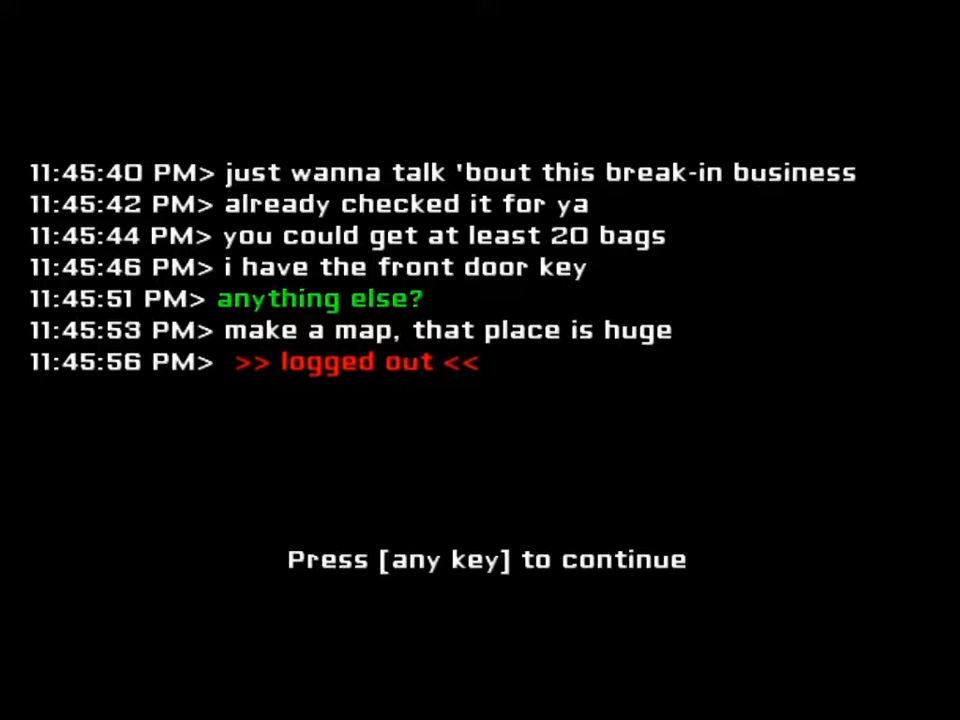 11:45:40 PM> just wanna talk 'bout this break-in business
11:45:42 PM> already checked it for ya
11:45:44 PM> you could get at least 20 bags
11:45:46 PM> i have the front door key
11:45:51 PM> anything else?
11:45:53 PM> make a map, that place is huge
11:45:56 PM> >> logged out <<
Press [any key] to continue